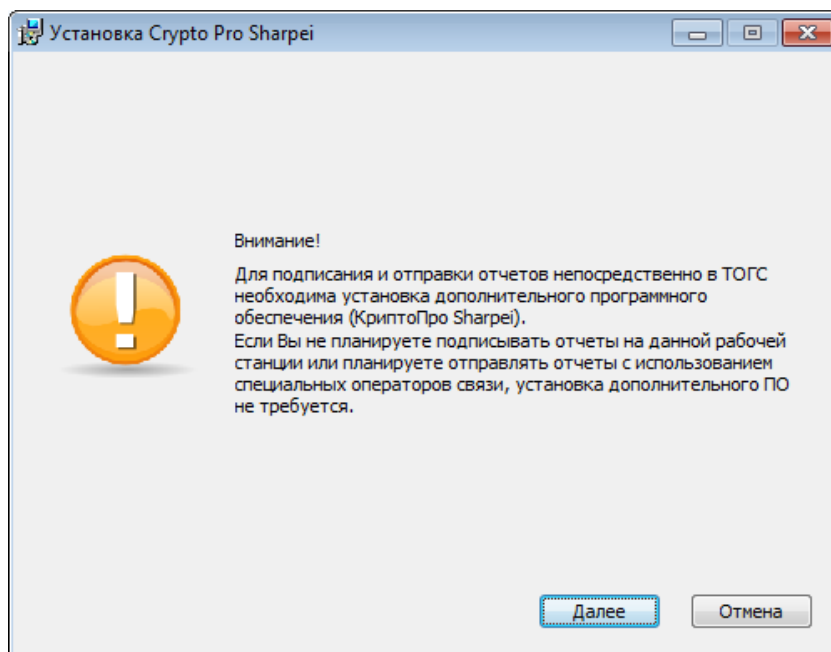 Установка Crypto Pro Sharpei
Внимание!
Для подписания и отправки отчетов непосредственно в ТОГС
необходима установка дополнительного программного
обеспечения (КриптоПро Sharpei).
Если Вы не планируете подписывать отчеты на данной рабочей
станции или планируете отправлять отчеты с использованием
специальных операторов связи, установка дополнительного ПО
не требуется.
Далее
Отмена